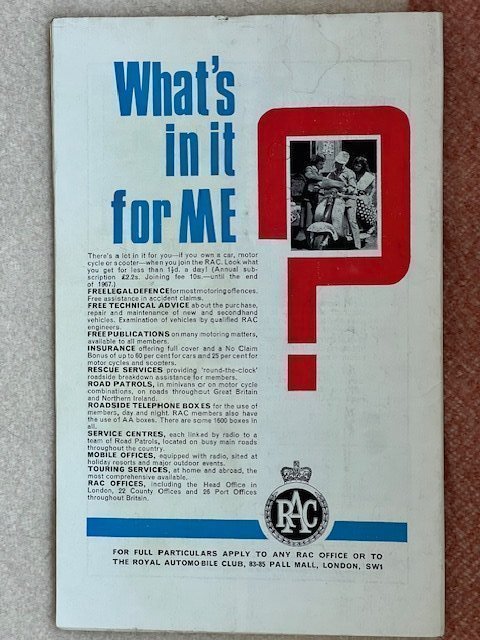 What's
in it
for ME
There's a lot in it for you—if you own a car, motor
cycle or scooter—when you join the RAC. Look what
you get for less than 1½d. a day! (Annual sub-
scription £2.2s. Joining fee 10s.—until the end
of 1967.)
FREE LEGAL DEFENCE for most motoring offences.
Free assistance in accident claims.
FREE TECHNICAL ADVICE about the purchase,
repair and maintenance of new and secondhand
vehicles. Examination of vehicles by qualified RAC
engineers.
FREE PUBLICATIONS on many motoring matters,
available to all members.
INSURANCE offering full cover and a No Claim
Bonus of up to 60 per cent for cars and 25 per cent for
motor cycles and scooters.
RESCUE SERVICES providing 'round-the-clock'
roadside breakdown assistance for members.
ROAD PATROLS, in minivans or on motor cycle
combinations, on roads throughout Great Britain
and Northern Ireland.
ROADSIDE TELEPHONE BOXES for the use of
members, day and night. RAC members also have
the use of AA boxes. There are some 1600 boxes in
all.
SERVICE CENTRES, each linked by radio to a
team of Road Patrols, located on busy main roads
throughout the country.
MOBILE OFFICES, equipped with radio, sited at
holiday resorts and major outdoor events.
TOURING SERVICES, at home and abroad, the
most comprehensive available.
RAC OFFICES, including the Head Office in
London, 22 County Offices and 26 Port Offices
throughout Britain.
?
RAC
FOR FULL PARTICULARS APPLY TO ANY RAC OFFICE OR TO
THE ROYAL AUTOMOBILE CLUB, 83-85 PALL MALL, LONDON, SW1